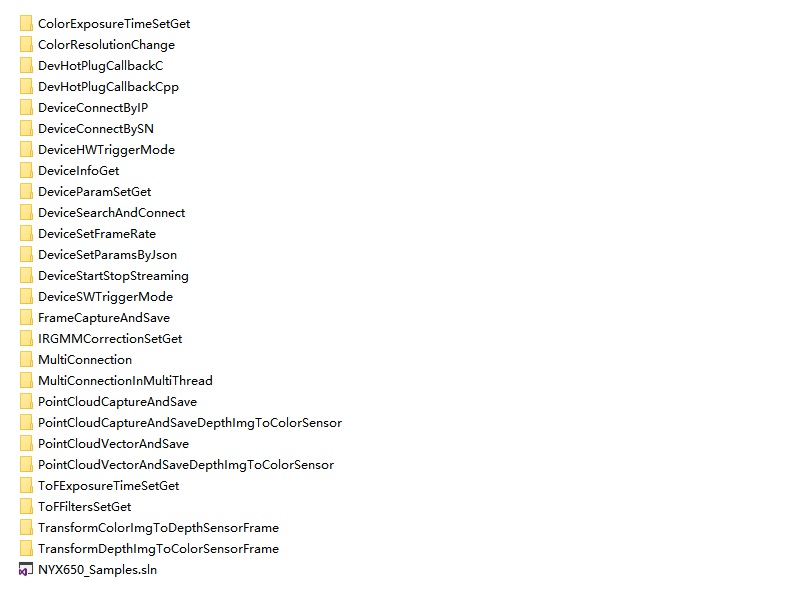 ColorExposureTimeSetGet
ColorResolutionChange
DevHotPlugCallbackC
DevHotPlugCallbackCpp
DeviceConnectByIP
DeviceConnectBySN
DeviceHWTriggerMode
DeviceInfoGet
DeviceParamSetGet
DeviceSearchAndConnect
DeviceSetFrameRate
DeviceSetParamsByJson
DeviceStartStopStreaming
DeviceSWTriggerMode
FrameCaptureAndSave
IRGMMCorrectionSetGet
MultiConnection
MultiConnectionInMultiThread
PointCloudCaptureAndSave
PointCloudCaptureAndSaveDepthImgToColorSensor
PointCloudVectorAndSave
PointCloudVectorAndSaveDepthImgToColorSensor
ToFExposureTimeSetGet
ToFFiltersSetGet
TransformColorImgToDepthSensorFrame
TransformDepthImgToColorSensorFrame
NYX650_Samples.sln